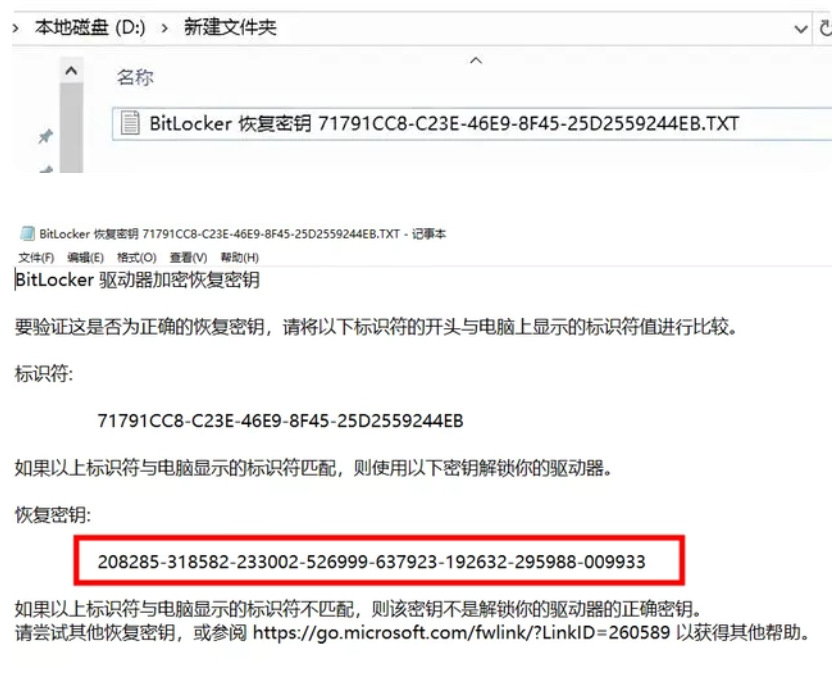 本地磁盘 (D:) › 新建文件夹
名称
BitLocker 恢复密钥 71791CC8-C23E-46E9-8F45-25D2559244EB.TXT
BitLocker 恢复密钥 71791CC8-C23E-46E9-8F45-25D2559244EB.TXT - 记事本
文件(F) 编辑(E) 格式(O) 查看(V) 帮助(H)
BitLocker 驱动器加密恢复密钥
要验证这是否为正确的恢复密钥，请将以下标识符的开头与电脑上显示的标识符值进行比较。
标识符:
71791CC8-C23E-46E9-8F45-25D2559244EB
如果以上标识符与电脑显示的标识符匹配，则使用以下密钥解锁你的驱动器。
恢复密钥:
208285-318582-233002-526999-637923-192632-295988-009933
如果以上标识符与电脑显示的标识符不匹配，则该密钥不是解锁你的驱动器的正确密钥。
请尝试其他恢复密钥，或参阅 https://go.microsoft.com/fwlink/?LinkID=260589 以获得其他帮助。